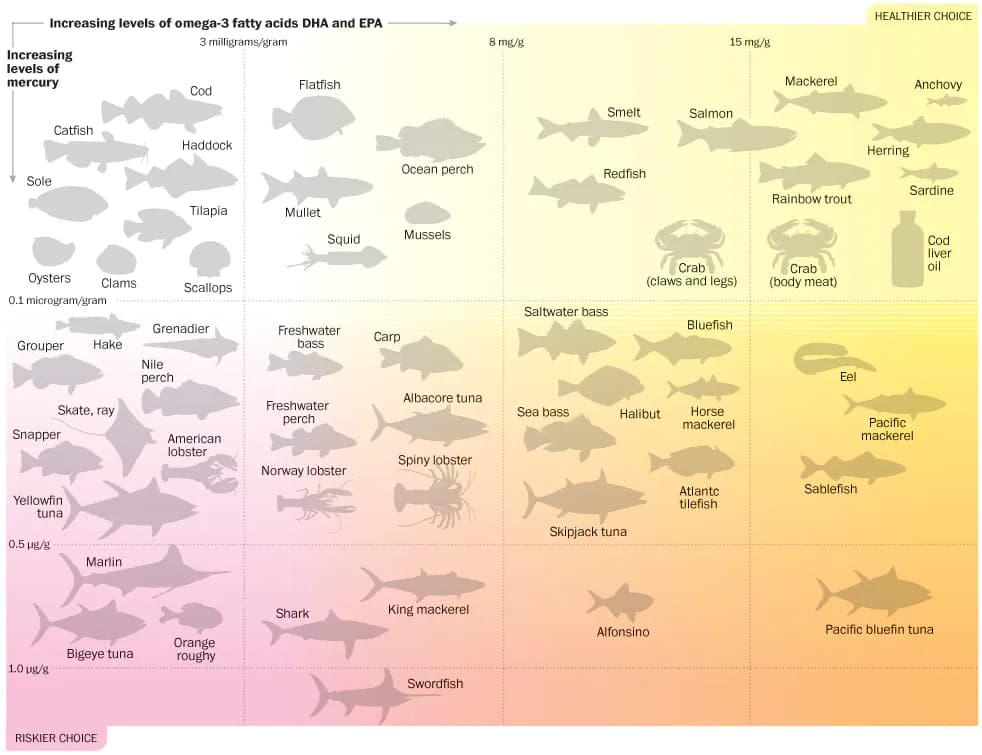 HEALTHIER CHOICE
Increasing levels of omega-3 fatty acids DHA and EPA
3 milligrams/gram
8 mg/g
15 mg/g
Increasing
levels of
mercury
Cod
Catfish
Haddock
Sole
Tilapia
Oysters
Clams
Scallops
Flatfish
Ocean perch
Mullet
Mussels
Squid
Smelt
Salmon
Redfish
Crab
(claws and legs)
Mackerel
Anchovy
Herring
Rainbow trout
Sardine
Crab
(body meat)
Cod
liver
oil
0.1 microgram/gram
Grouper
Hake
Grenadier
Nile
perch
Skate, ray
Snapper
American
lobster
Yellowfin
tuna
Freshwater
bass
Carp
Freshwater
perch
Albacore tuna
Norway lobster
Spiny lobster
Saltwater bass
Bluefish
Sea bass
Halibut
Horse
mackerel
Atlantc
tilefish
Skipjack tuna
Eel
Pacific
mackerel
Sablefish
0.5 µg/g
Marlin
Bigeye tuna
Orange
roughy
Shark
King mackerel
Alfonsino
Pacific bluefin tuna
1.0 µg/g
Swordfish
RISKIER CHOICE